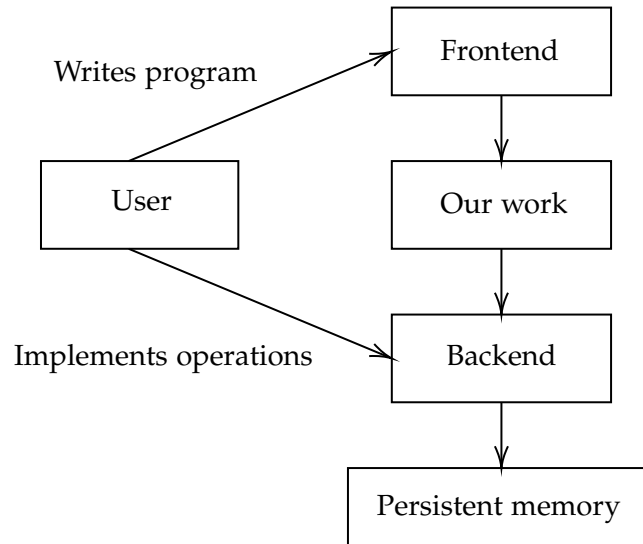 Frontend
Writes program
User
Our work
Implements operations
Backend
Persistent memory